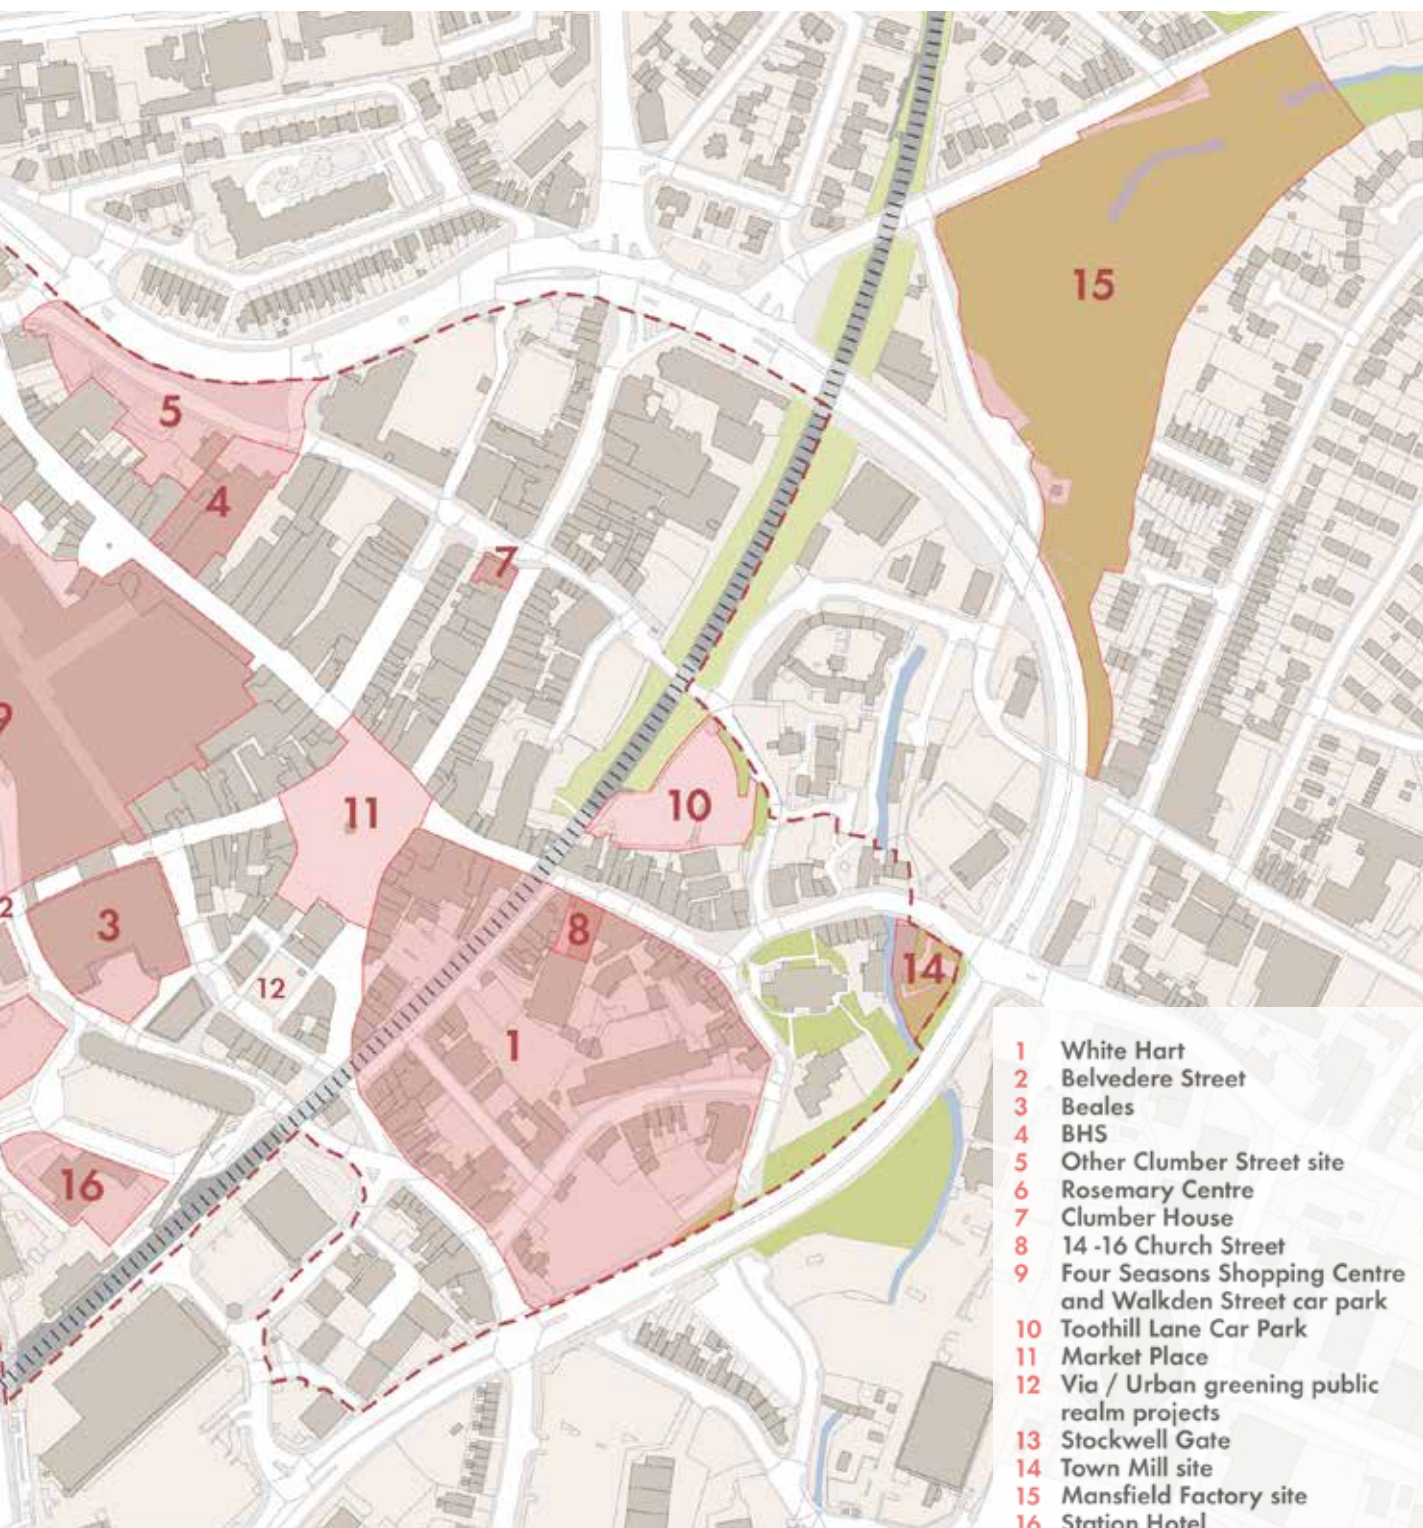 15
5
4
7
9
11
10
2
3
8
12
14
1
16
1 White Hart
2 Belvedere Street
3 Beales
4 BHS
5 Other Clumber Street site
6 Rosemary Centre
7 Clumber House
8 14 -16 Church Street
9 Four Seasons Shopping Centre
and Walkden Street car park
10 Toothill Lane Car Park
11 Market Place
12 Via / Urban greening public
realm projects
13 Stockwell Gate
14 Town Mill site
15 Mansfield Factory site
16 Station Hotel